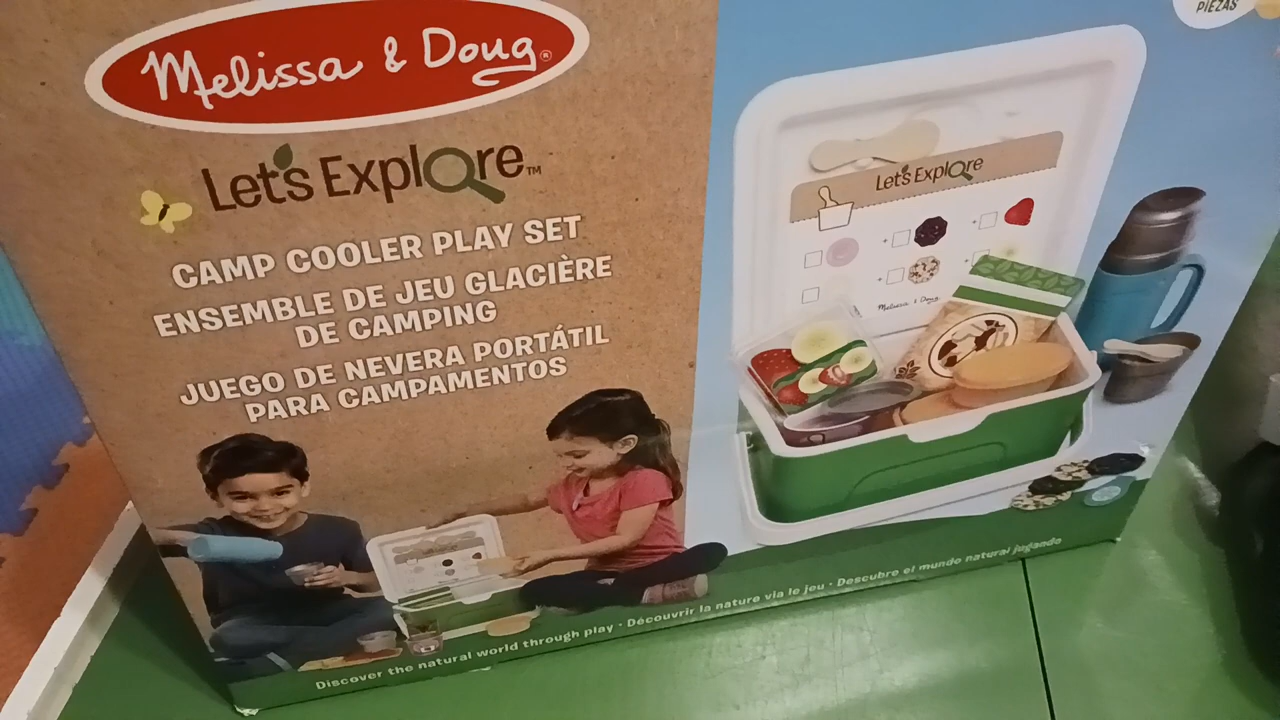 PIEZAS
Melissa & Doug®
Let's Explore™
CAMP COOLER PLAY SET
ENSEMBLE DE JEU GLACIÈRE
DE CAMPING
JUEGO DE NEVERA PORTÁTIL
PARA CAMPAMENTOS
Let's Explore
Melissa & Doug
Discover the natural world through play · Découvrir la nature via le jeu · Descubre el mundo natural jugando